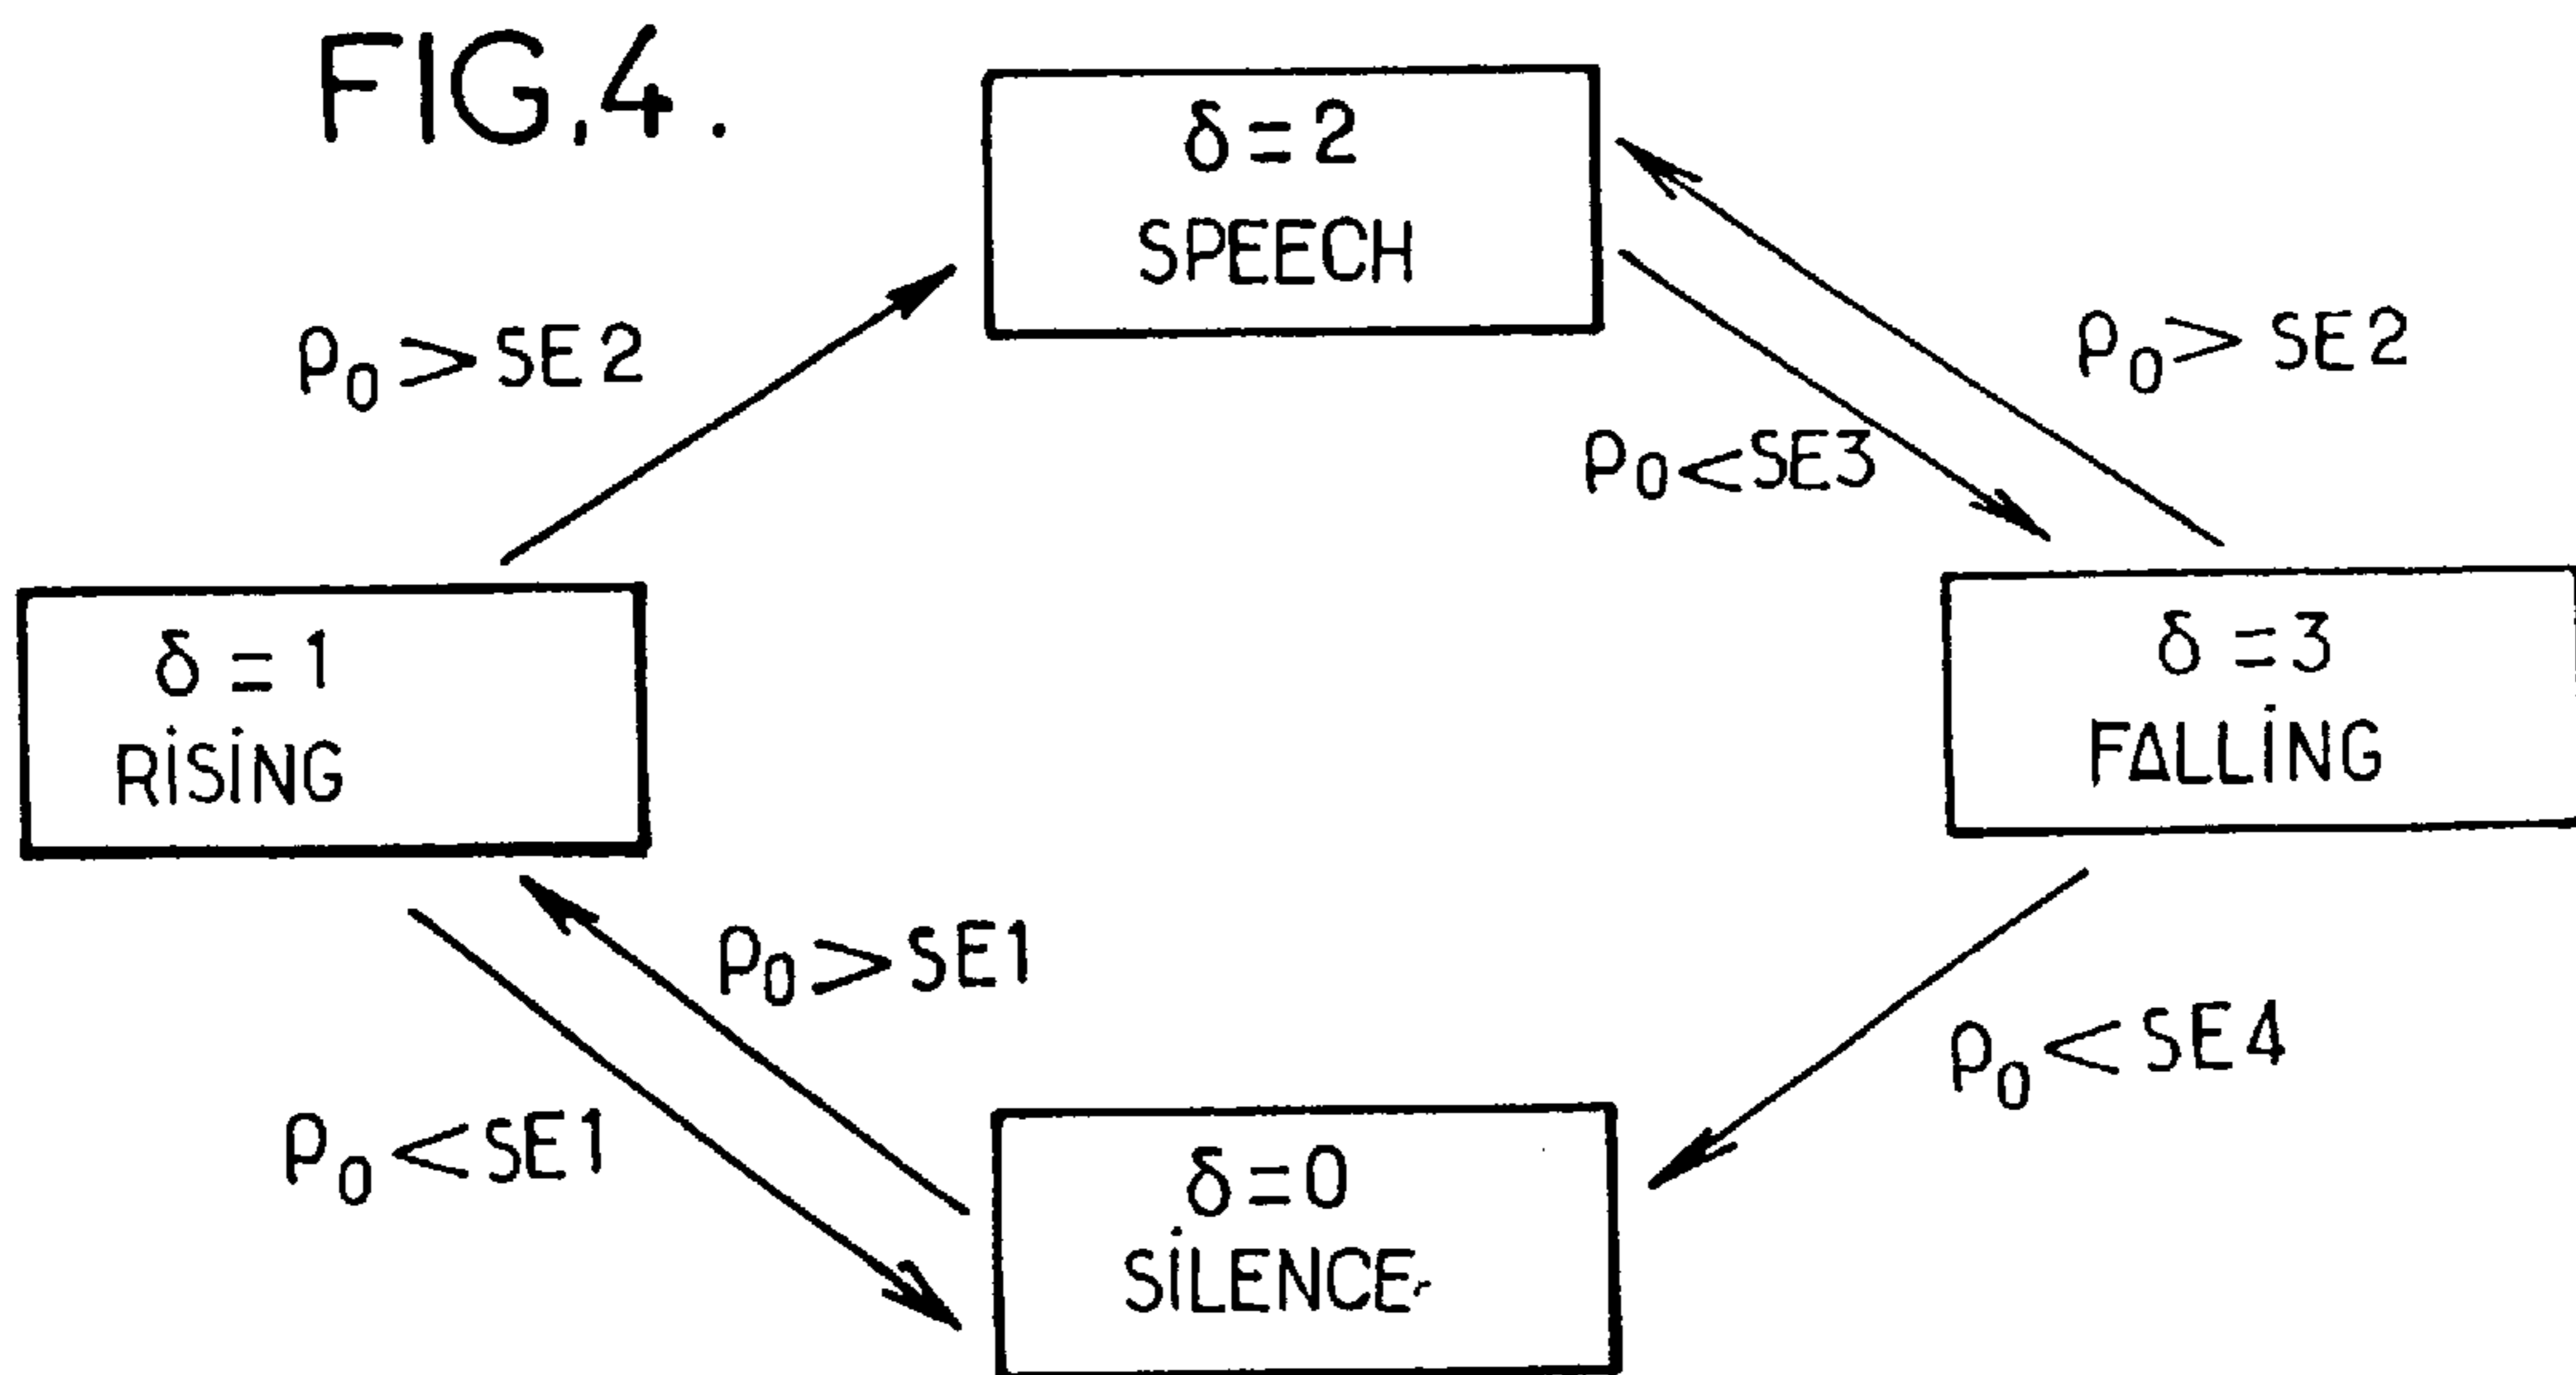 FIG.4.
δ=2
SPEECH
ρ0>SE2
ρ0>SE2
ρ0<SE3
δ=1
RiSiNG
δ=3
FALLiNG
ρ0>SE1
ρ0<SE4
ρ0<SE1
δ=0
SiLENCE